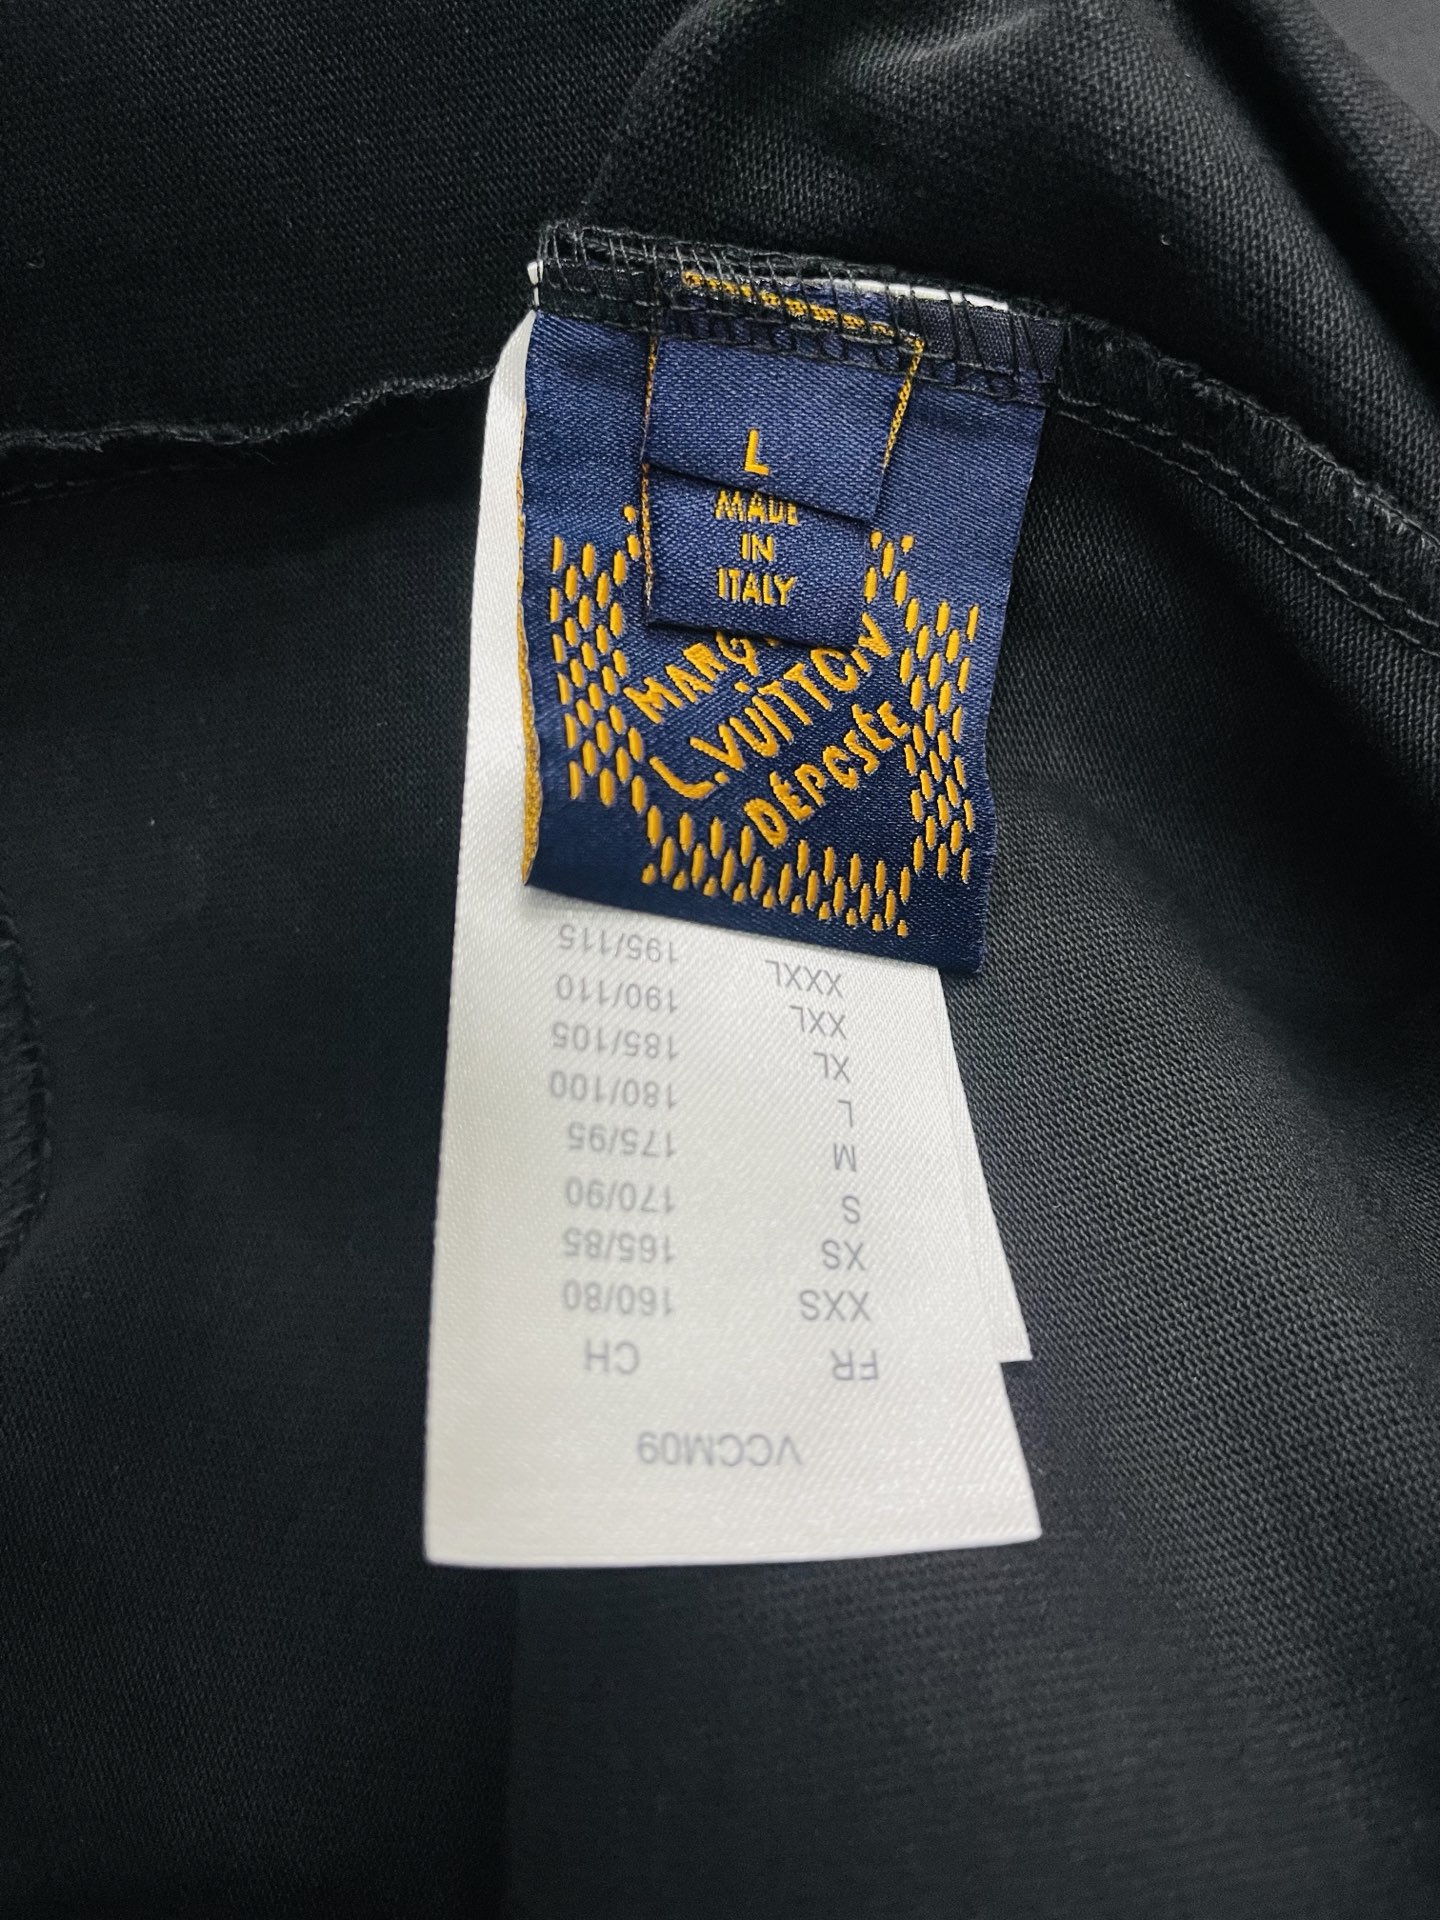 L
MADE
IN
ITALY
L.VUITTON
DÉPOSÉE
VCCM09
FR CH
XXS 160/80
XS 165/85
S 170/90
M 175/95
L 180/100
XL 185/105
XXL 190/110
XXXL 195/115